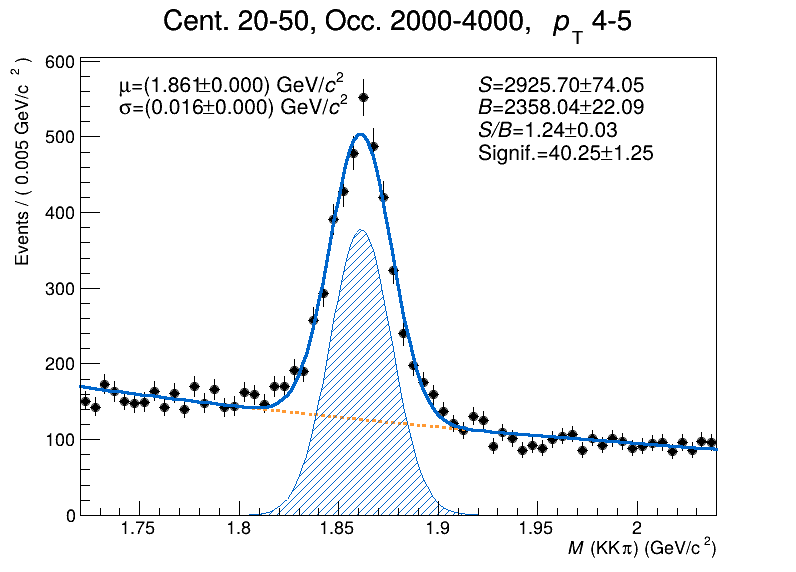 Cent. 20-50, Occ. 2000-4000, pT 4-5
Events / ( 0.005 GeV/c 2 )
600
500
400
300
200
100
0
μ=(1.861±0.000) GeV/c2
σ=(0.016±0.000) GeV/c2
S=2925.70±74.05
B=2358.04±22.09
S/B=1.24±0.03
Signif.=40.25±1.25
1.75
1.8
1.85
1.9
1.95
2
M (KKπ) (GeV/c2)